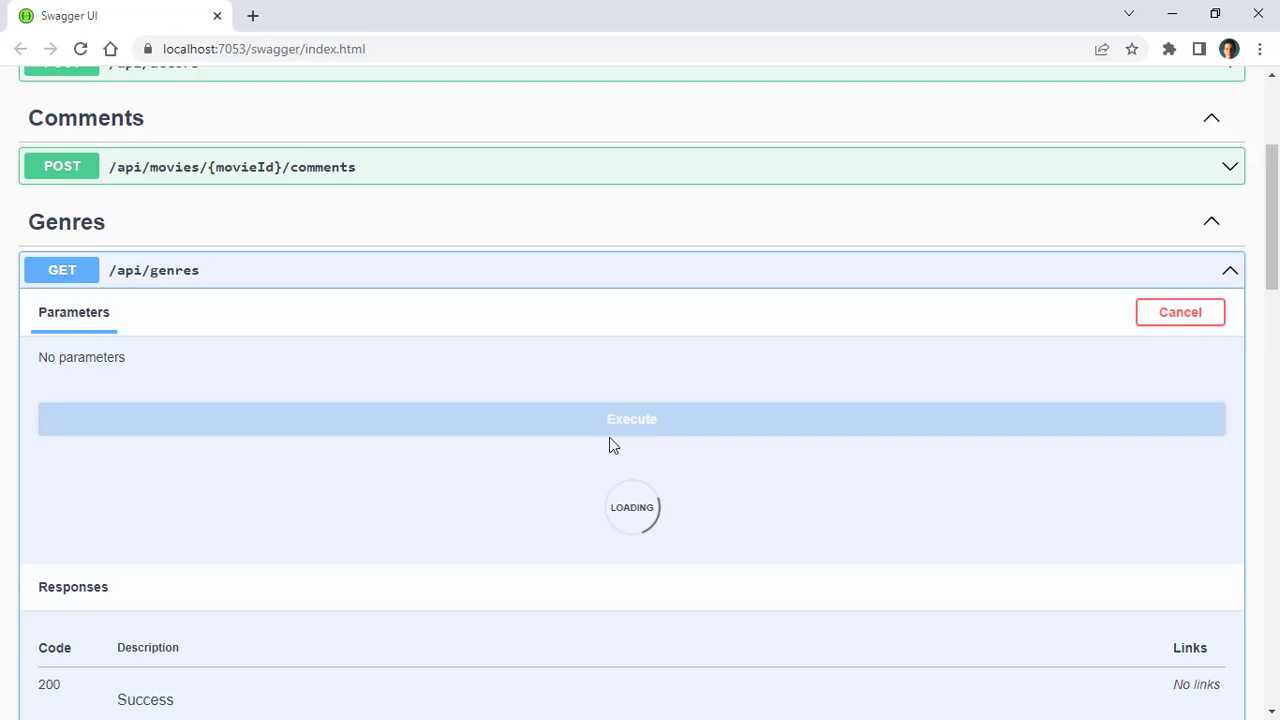 Swagger UI
localhost:7053/swagger/index.html
Comments
POST /api/movies/{movieId}/comments
Genres
GET /api/genres
Parameters
Cancel
No parameters
Execute
LOADING
Responses
Code Description Links
200 Success No links